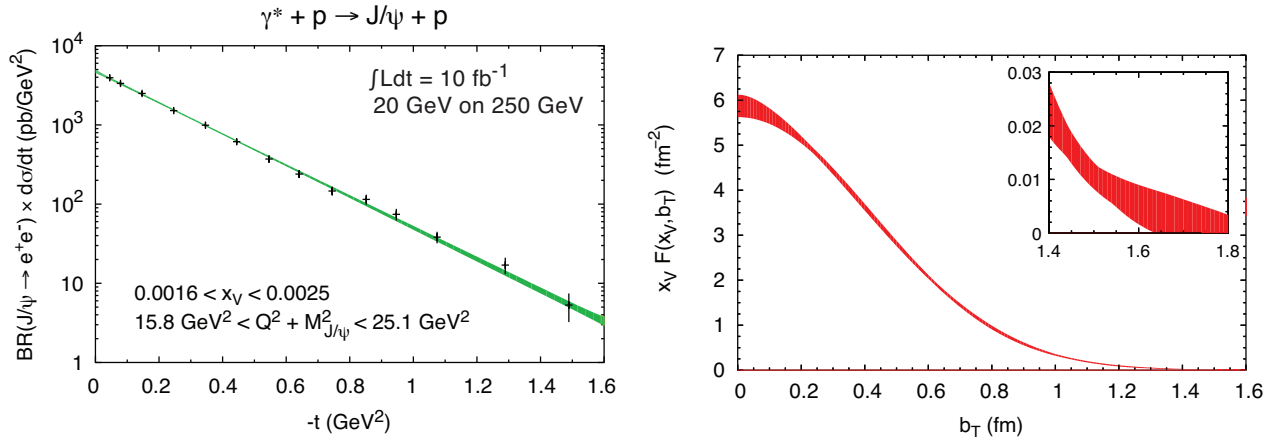 γ* + p → J/ψ + p
BR(J/ψ → e⁺e⁻) × dσ/dt (pb/GeV²)
10⁴
10³
10²
10
1
∫Ldt = 10 fb⁻¹
20 GeV on 250 GeV
0.0016 < x_V < 0.0025
15.8 GeV² < Q² + M²_J/ψ < 25.1 GeV²
0 0.2 0.4 0.6 0.8 1 1.2 1.4 1.6
-t (GeV²)
x_V F(x_V, b_T) (fm⁻²)
7
6
5
4
3
2
1
0
0.03
0.02
0.01
0
1.4 1.6 1.8
0 0.2 0.4 0.6 0.8 1 1.2 1.4 1.6
b_T (fm)